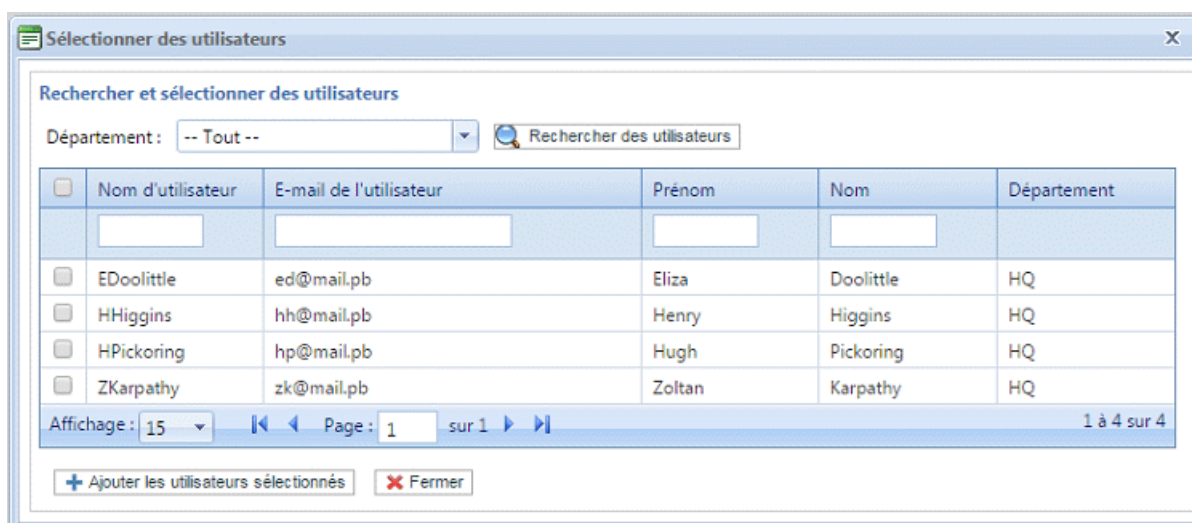 Sélectionner des utilisateurs
Rechercher et sélectionner des utilisateurs
Département : -- Tout -- Rechercher des utilisateurs
Nom d'utilisateur E-mail de l'utilisateur Prénom Nom Département
EDoolittle ed@mail.pb Eliza Doolittle HQ
HHiggins hh@mail.pb Henry Higgins HQ
HPickoring hp@mail.pb Hugh Pickoring HQ
ZKarpathy zk@mail.pb Zoltan Karpathy HQ
Affichage : 15 Page : 1 sur 1 1 à 4 sur 4
Ajouter les utilisateurs sélectionnés Fermer